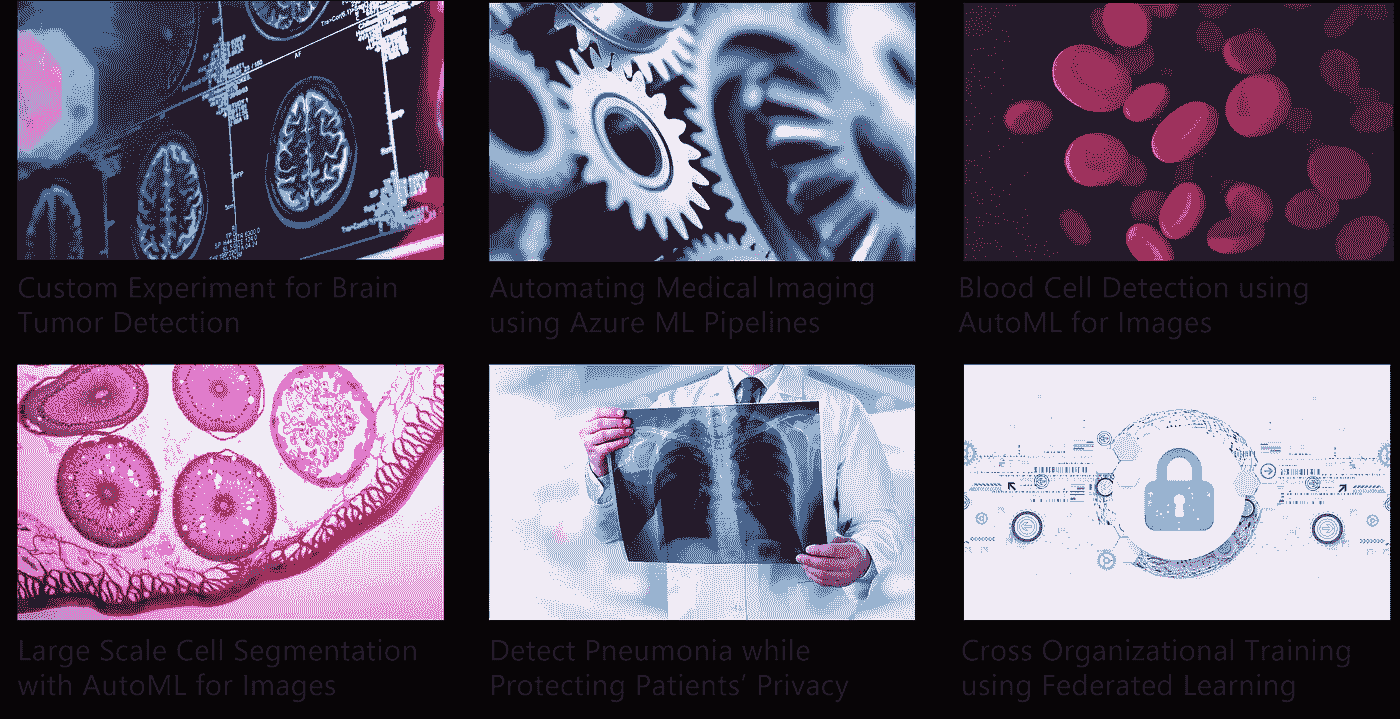 Custom Experiment for Brain
Tumor Detection
Automating Medical Imaging
using Azure ML Pipelines
Blood Cell Detection using
AutoML for Images
Large Scale Cell Segmentation
with AutoML for Images
Detect Pneumonia while
Protecting Patients’ Privacy
Cross Organizational Training
using Federated Learning